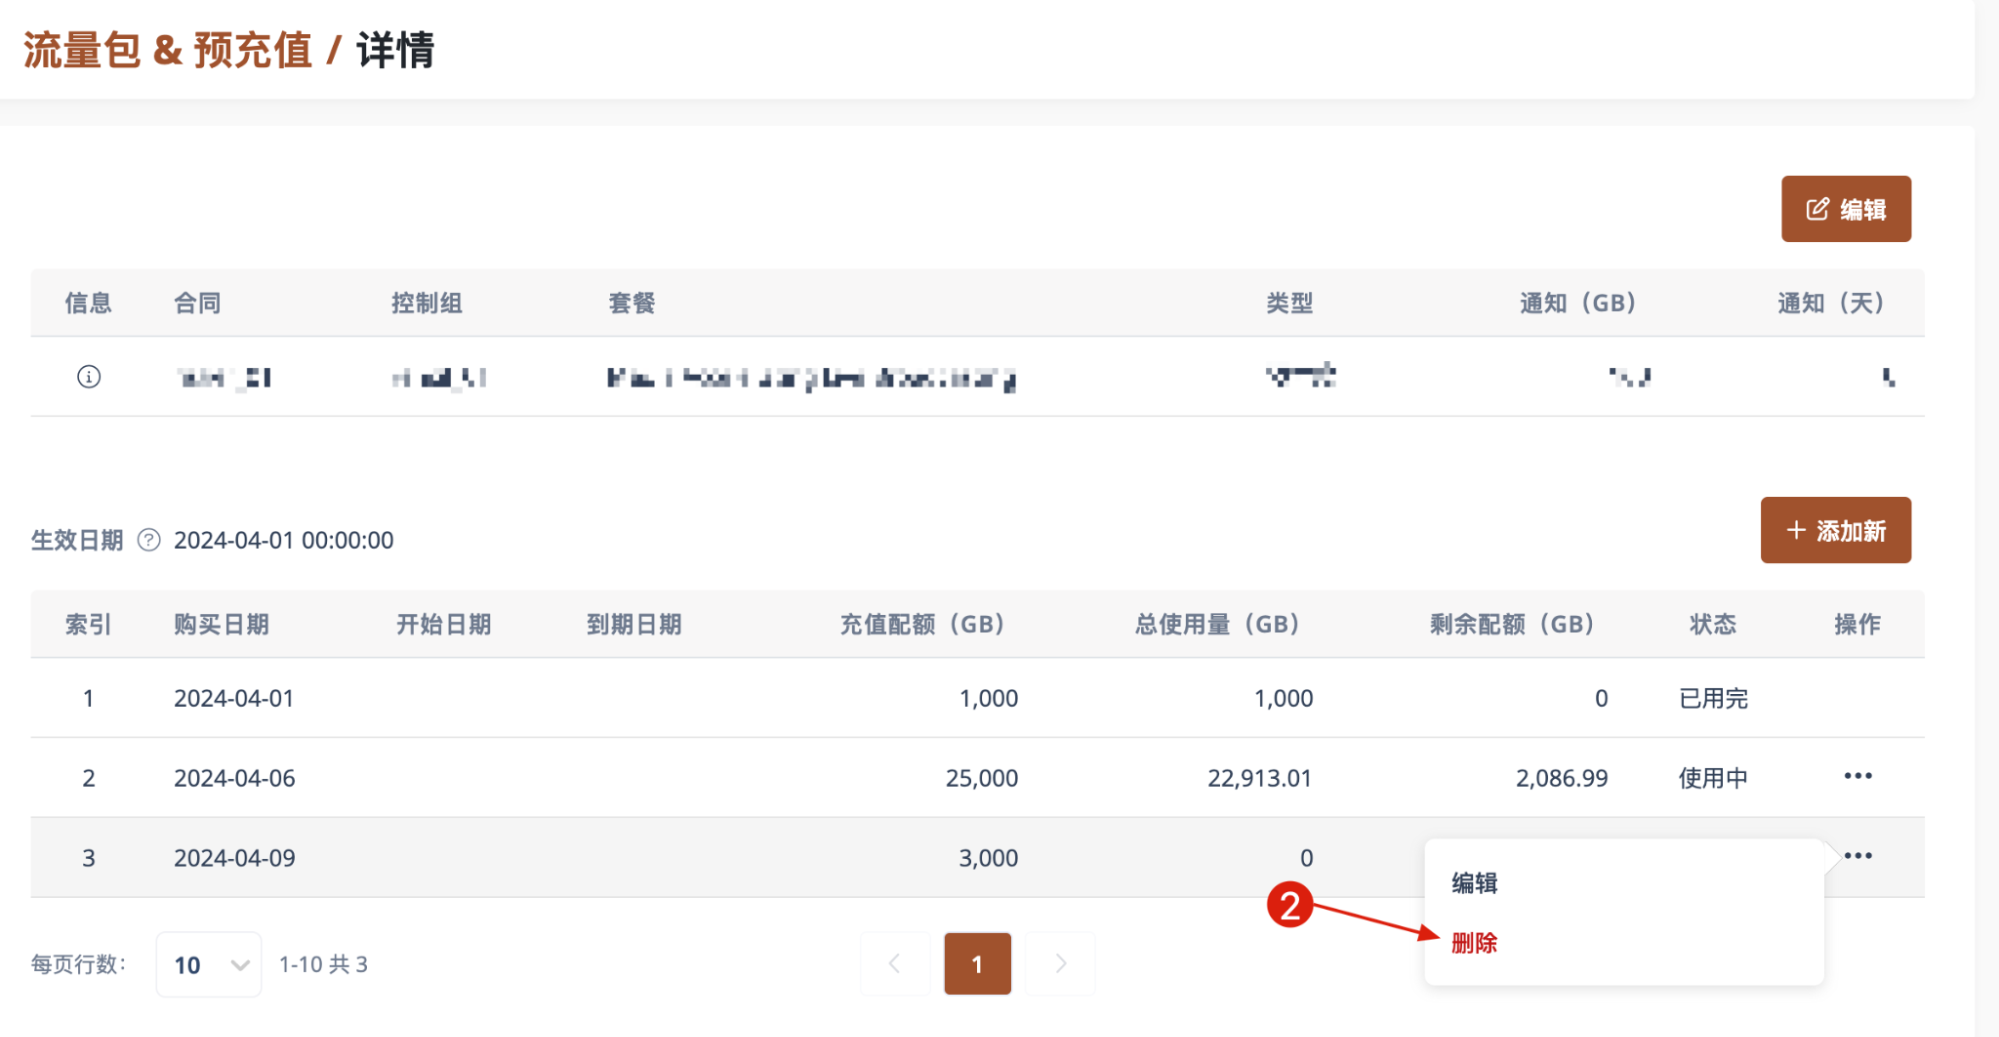 流量包 & 预充值 / 详情
编辑
信息 合同 控制组 套餐 类型 通知（GB） 通知（天）
生效日期 ? 2024-04-01 00:00:00
+ 添加新
索引 购买日期 开始日期 到期日期 充值配额（GB） 总使用量（GB） 剩余配额（GB） 状态 操作
1 2024-04-01 1,000 1,000 0 已用完
2 2024-04-06 25,000 22,913.01 2,086.99 使用中 •••
3 2024-04-09 3,000 0 •••
编辑
2 删除
每页行数： 10 1-10 共 3 < 1 >